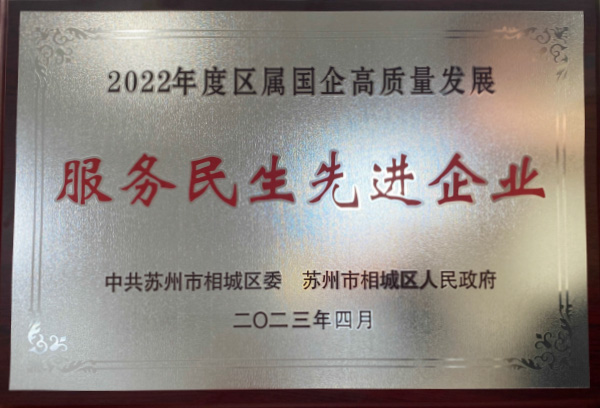 2022年度区属国企高质量发展
服务民生先进企业
中共苏州市相城区委 苏州市相城区人民政府
二〇二三年四月